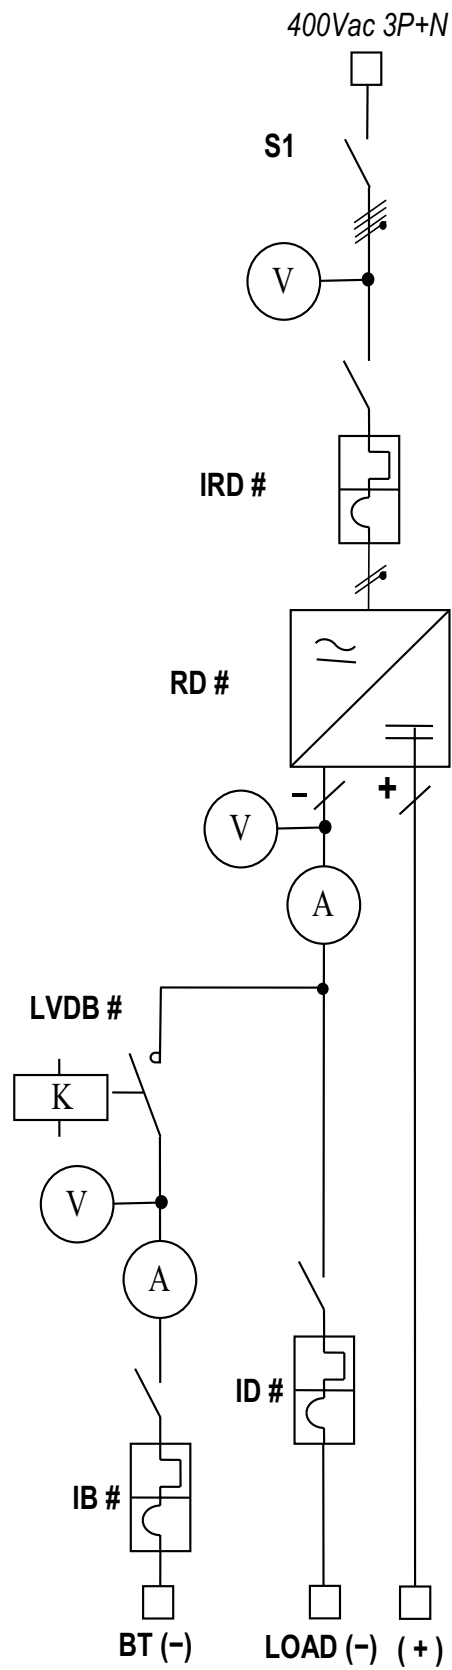 400Vac 3P+N
S1
V
IRD #
RD #
− +
V
A
LVDB #
K
V
A
ID #
IB #
BT (−) LOAD (−) ( + )